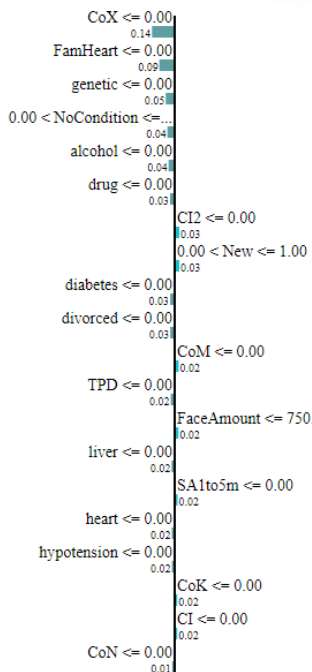 CoX <= 0.00
0.14
FamHeart <= 0.00
0.09
genetic <= 0.00
0.05
0.00 < NoCondition <=...
0.04
alcohol <= 0.00
0.04
drug <= 0.00
0.03
CI2 <= 0.00
0.03
0.00 < New <= 1.00
0.03
diabetes <= 0.00
0.03
divorced <= 0.00
0.03
CoM <= 0.00
0.02
TPD <= 0.00
0.02
FaceAmount <= 750
0.02
liver <= 0.00
0.02
SA1to5m <= 0.00
0.02
heart <= 0.00
0.02
hypotension <= 0.00
0.02
CoK <= 0.00
0.02
CI <= 0.00
0.02
CoN <= 0.00
0.01